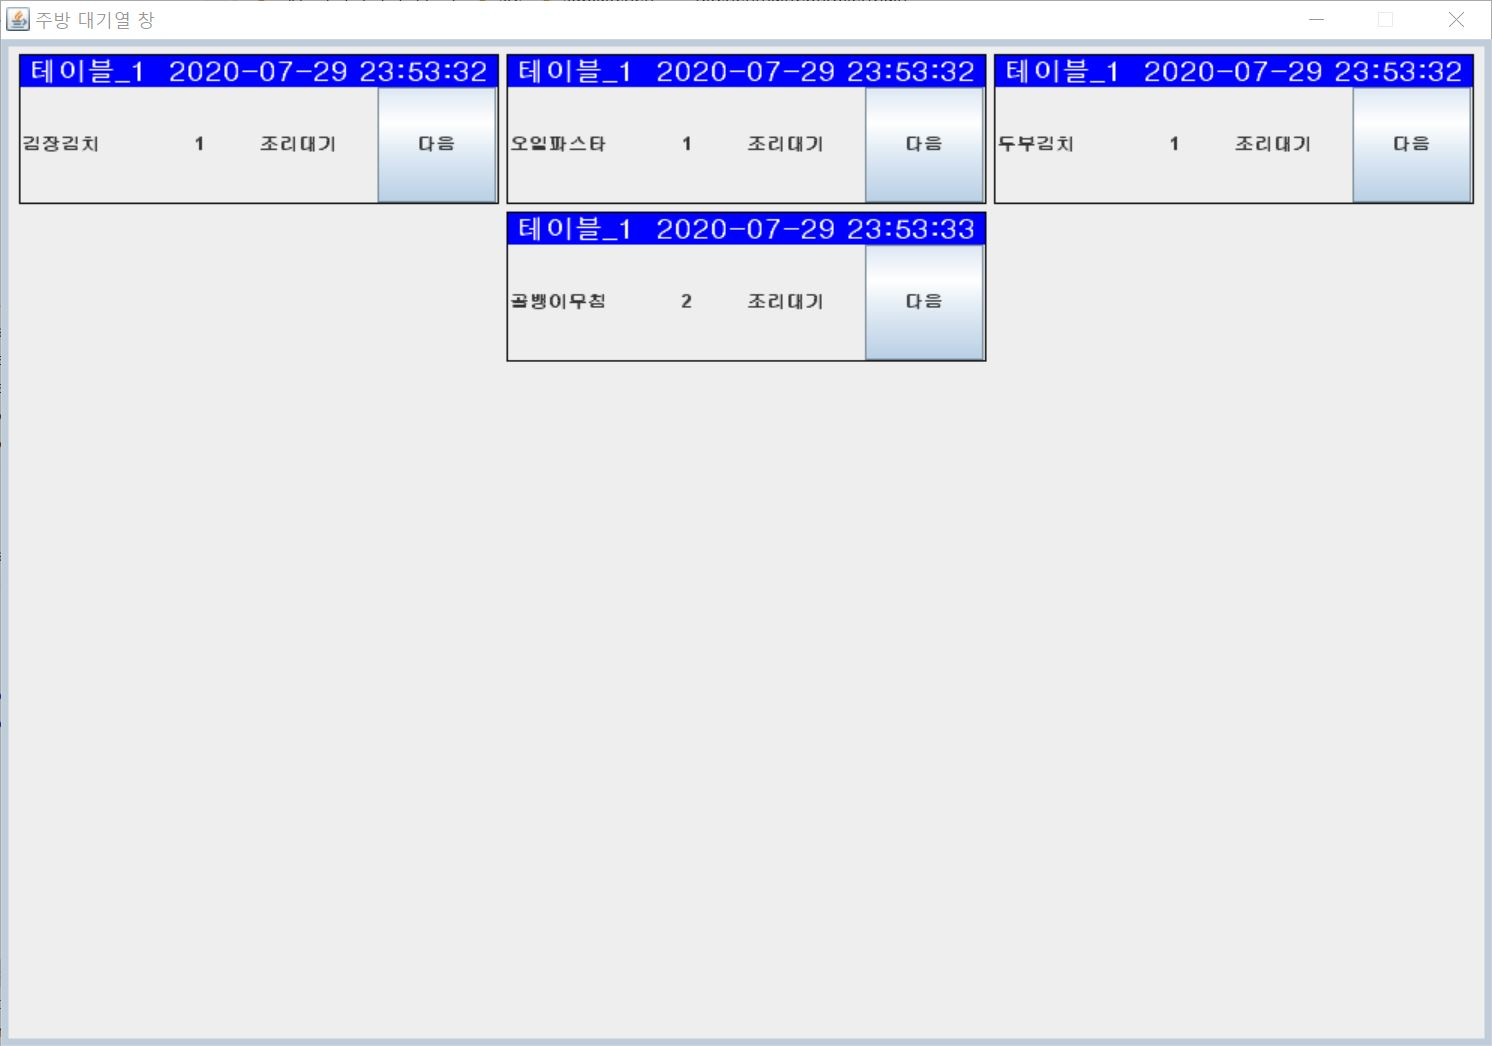 주방 대기열 창
테이블_1 2020-07-29 23:53:32
김장김치 1 조리대기 다음
테이블_1 2020-07-29 23:53:32
오일파스타 1 조리대기 다음
테이블_1 2020-07-29 23:53:32
두부김치 1 조리대기 다음
테이블_1 2020-07-29 23:53:33
골뱅이무침 2 조리대기 다음